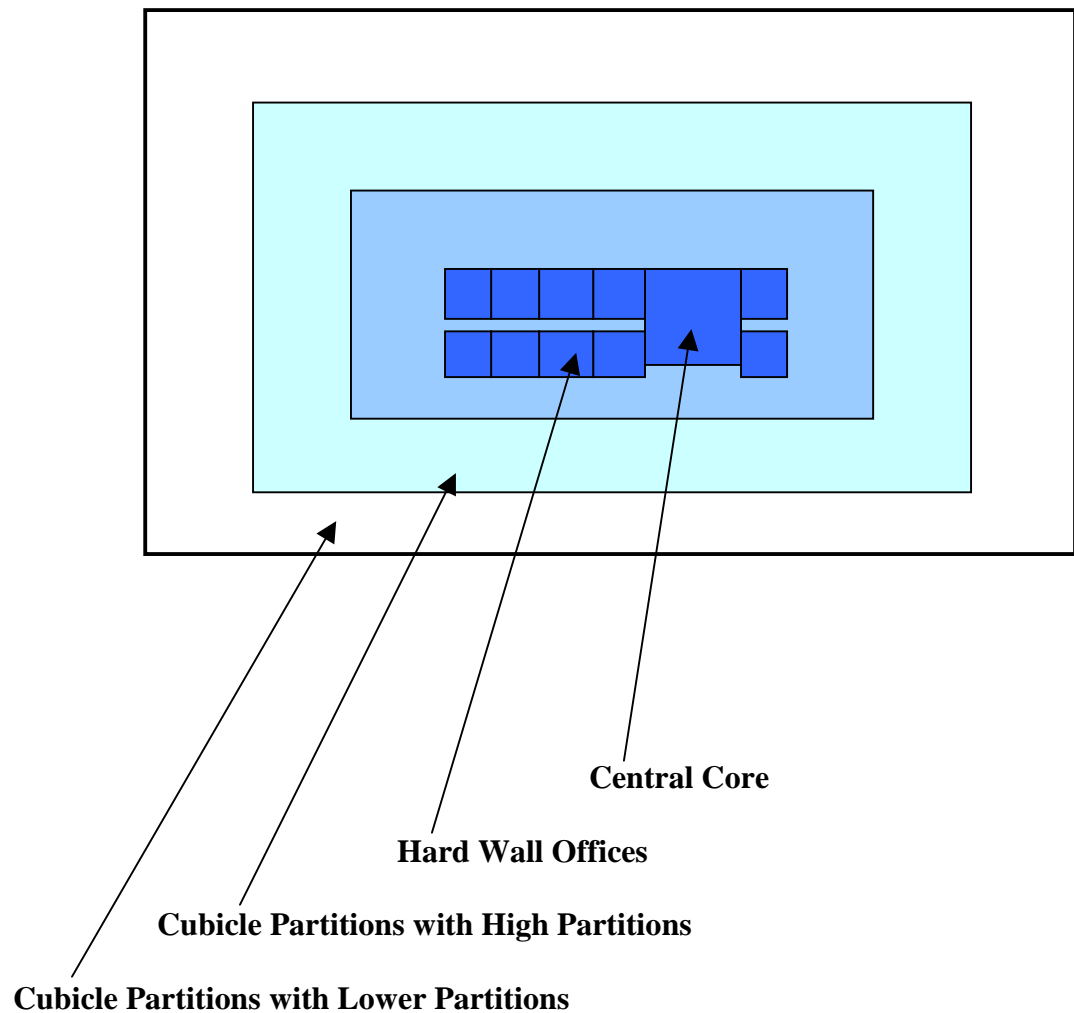 Central Core
Hard Wall Offices
Cubicle Partitions with High Partitions
Cubicle Partitions with Lower Partitions